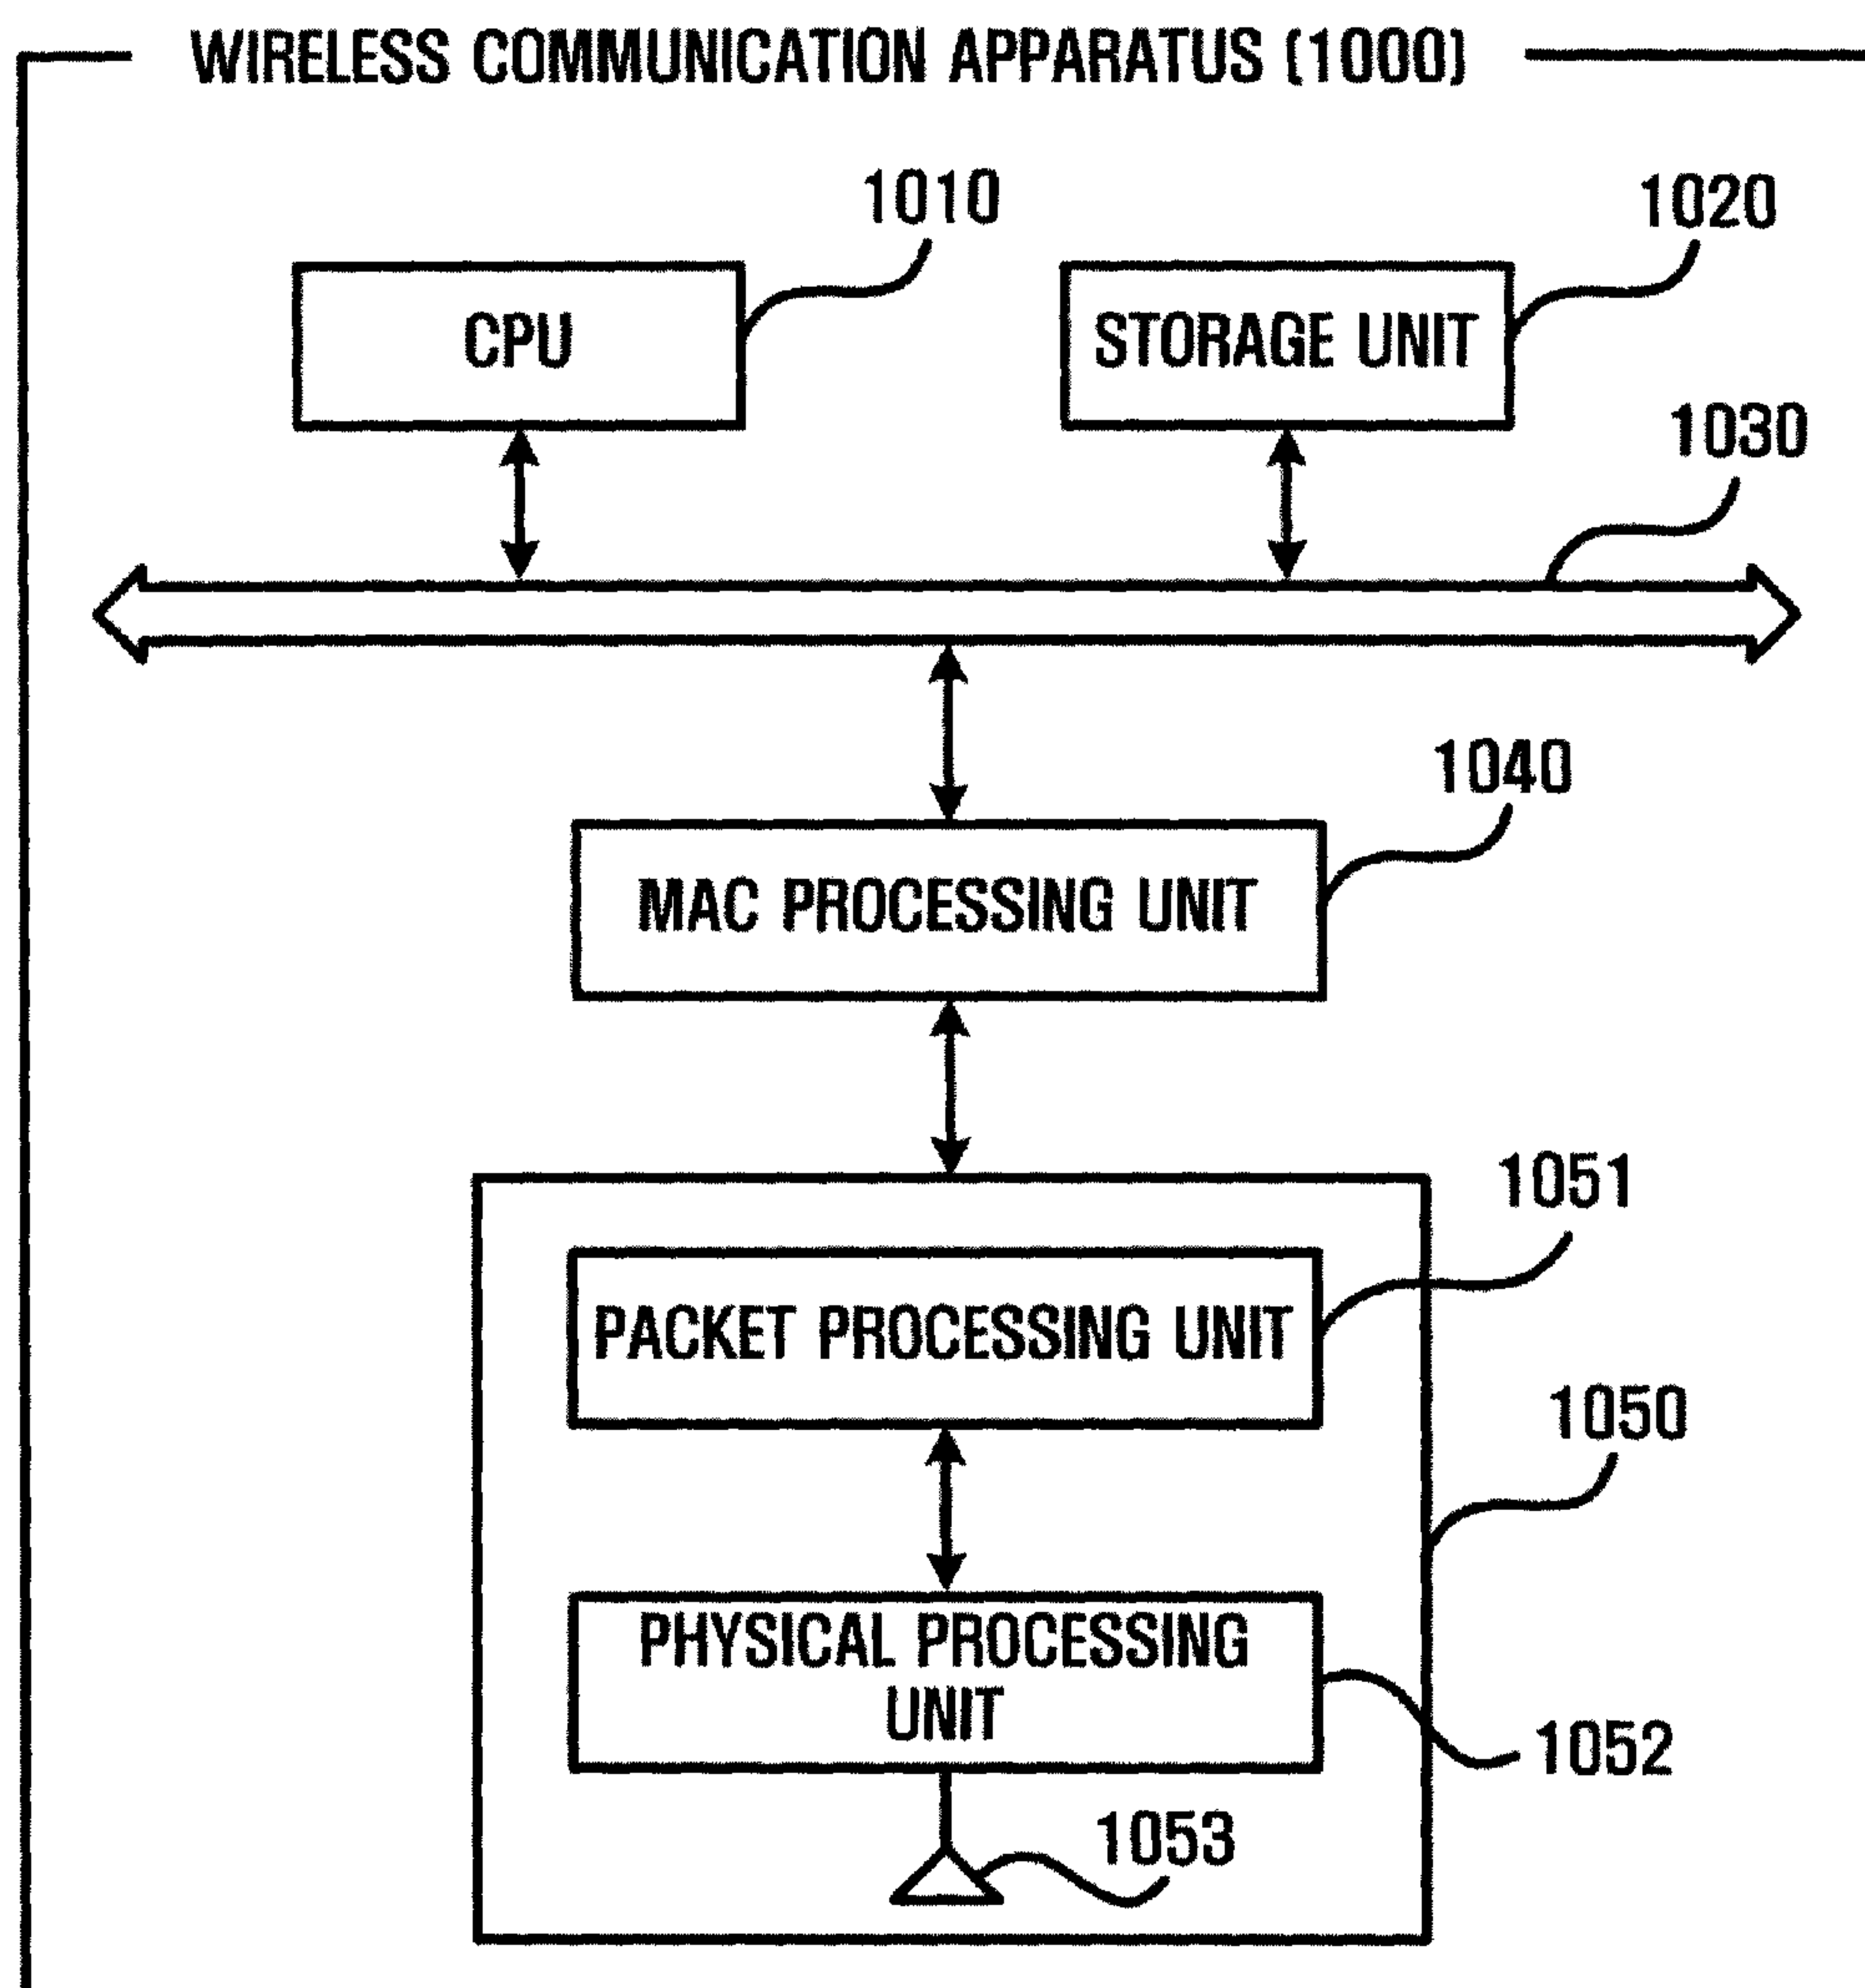 WIRELESS COMMUNICATION APPARATUS (1000)
1010
1020
CPU
STORAGE UNIT
1030
1040
MAC PROCESSING UNIT
1051
PACKET PROCESSING UNIT
1050
PHYSICAL PROCESSING
UNIT
1052
1053